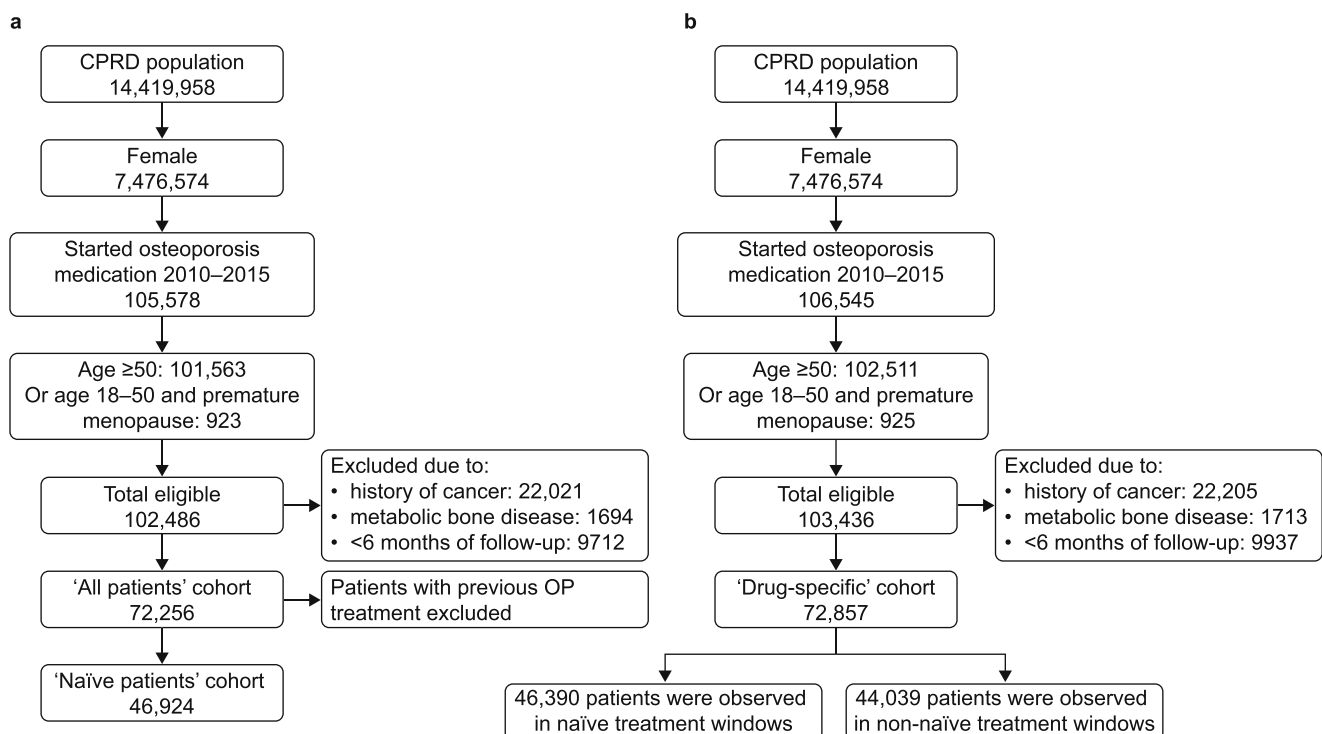 a
CPRD population
14,419,958
Female
7,476,574
Started osteoporosis
medication 2010–2015
105,578
Age ≥50: 101,563
Or age 18–50 and premature
menopause: 923
Total eligible
102,486
Excluded due to:
• history of cancer: 22,021
• metabolic bone disease: 1694
• <6 months of follow-up: 9712
‘All patients’ cohort
72,256
Patients with previous OP
treatment excluded
‘Naïve patients’ cohort
46,924
b
CPRD population
14,419,958
Female
7,476,574
Started osteoporosis
medication 2010–2015
106,545
Age ≥50: 102,511
Or age 18–50 and premature
menopause: 925
Total eligible
103,436
Excluded due to:
• history of cancer: 22,205
• metabolic bone disease: 1713
• <6 months of follow-up: 9937
‘Drug-specific’ cohort
72,857
46,390 patients were observed
in naïve treatment windows
44,039 patients were observed
in non-naïve treatment windows